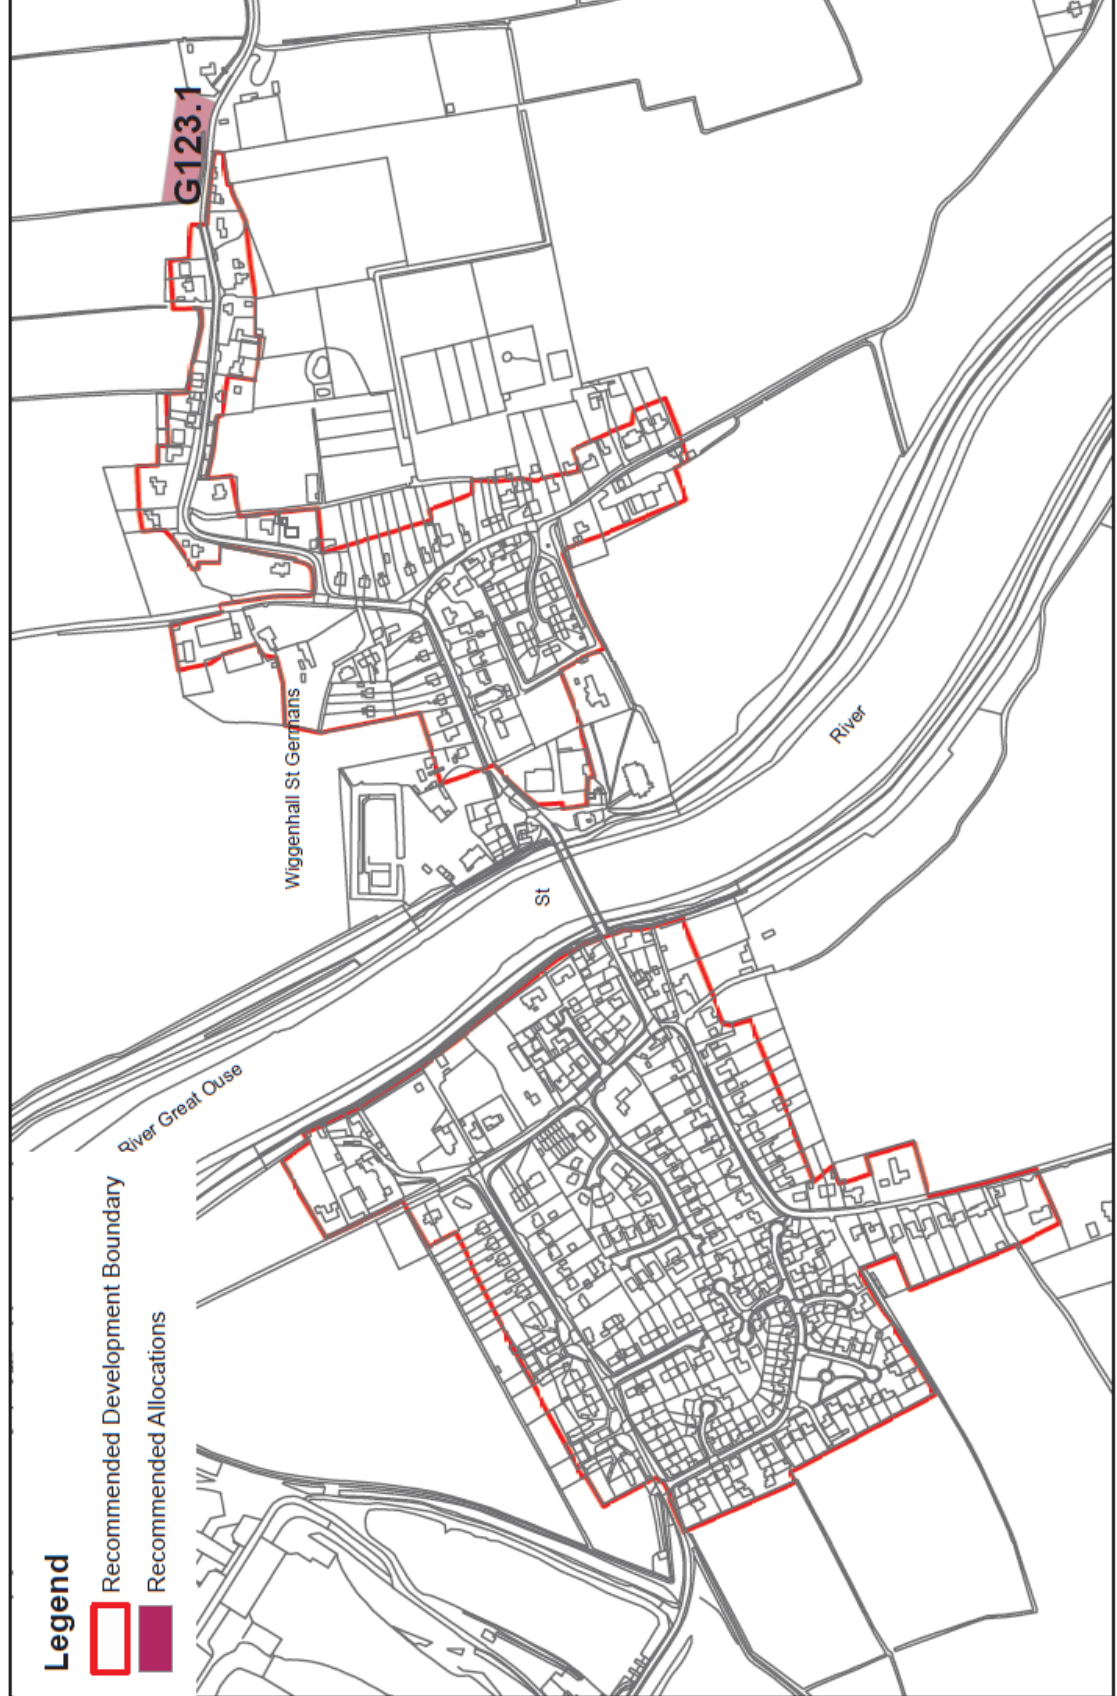 Legend
Recommended Development Boundary
Recommended Allocations
River Great Ouse
Wiggenhall St Germans
St
River
G123.1